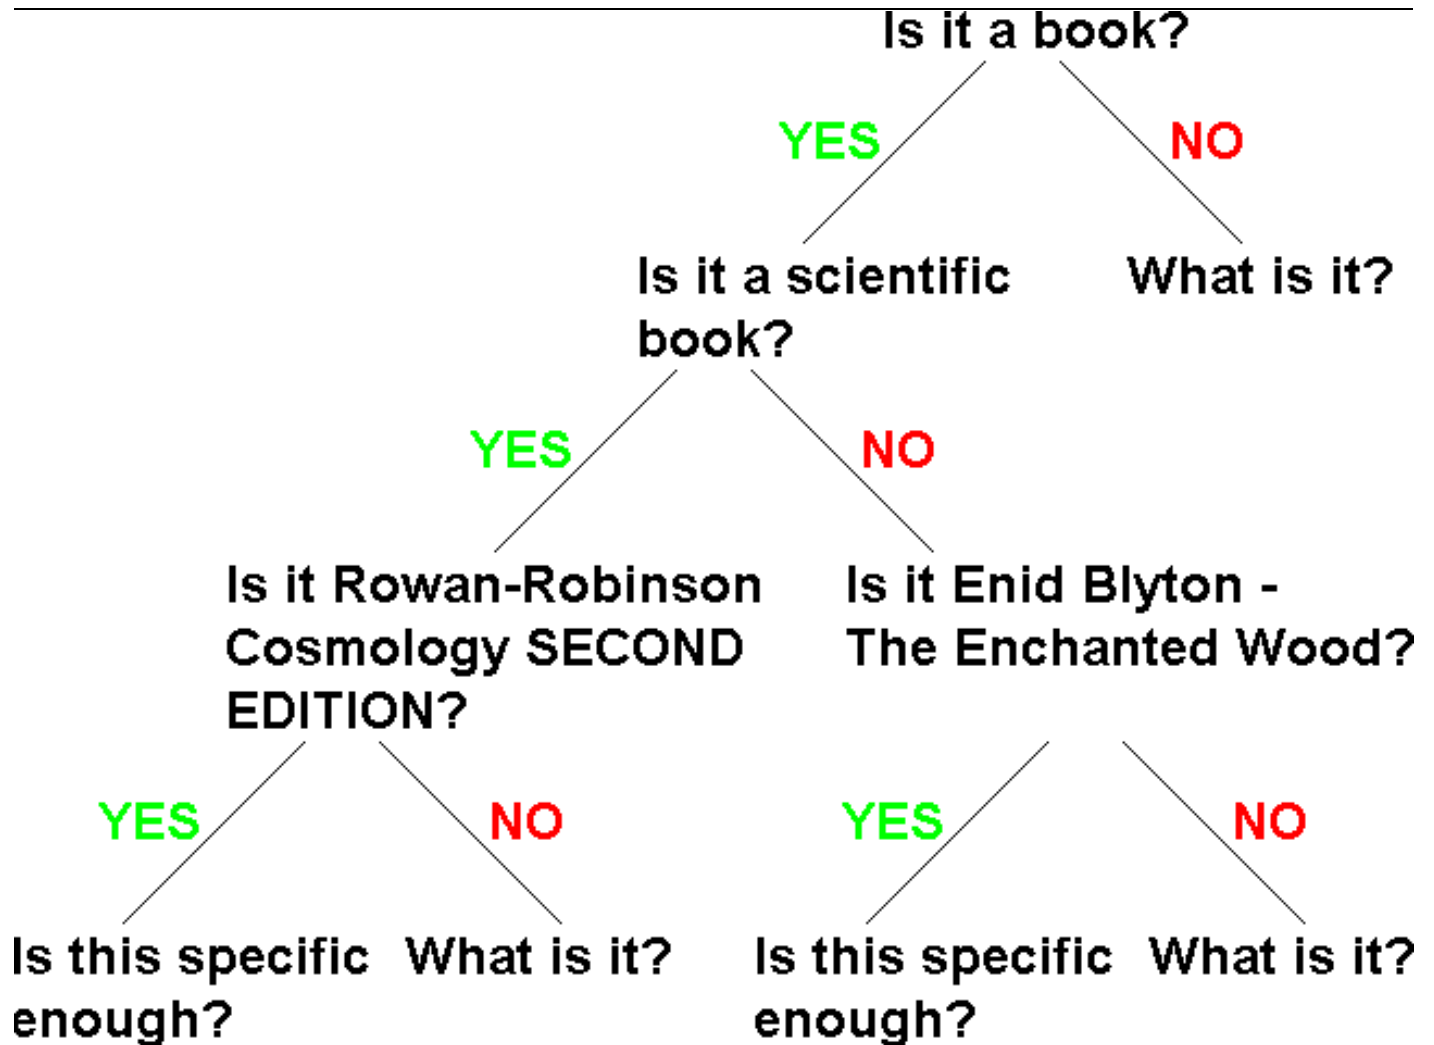 Is it a book?
YES NO
Is it a scientific book? What is it?
YES NO
Is it Rowan-Robinson Cosmology SECOND EDITION?
Is it Enid Blyton - The Enchanted Wood?
YES NO YES NO
Is this specific enough? What is it? Is this specific enough? What is it?